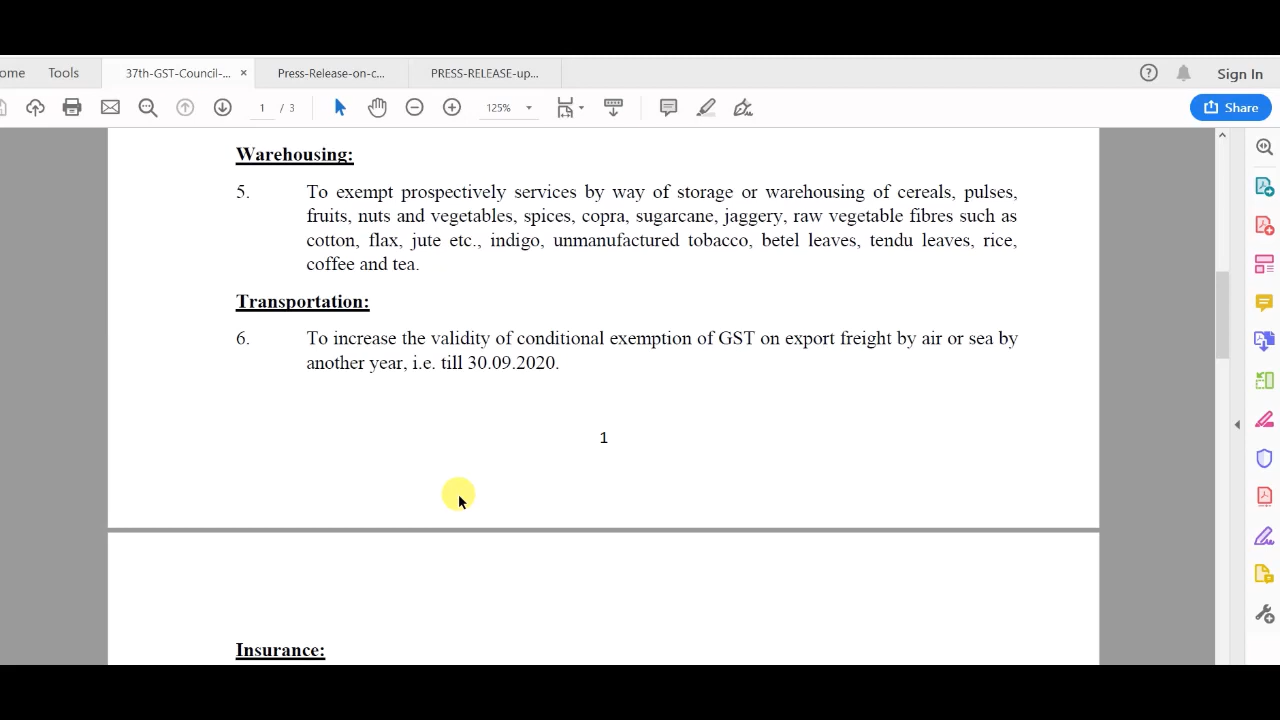 ome
Tools
37th-GST-Council-... ×
Press-Release-on-c...
PRESS-RELEASE-up...
Sign In
1 / 3
125%
Share
Warehousing:
5. To exempt prospectively services by way of storage or warehousing of cereals, pulses,
fruits, nuts and vegetables, spices, copra, sugarcane, jaggery, raw vegetable fibres such as
cotton, flax, jute etc., indigo, unmanufactured tobacco, betel leaves, tendu leaves, rice,
coffee and tea.
Transportation:
6. To increase the validity of conditional exemption of GST on export freight by air or sea by
another year, i.e. till 30.09.2020.
1
Insurance: